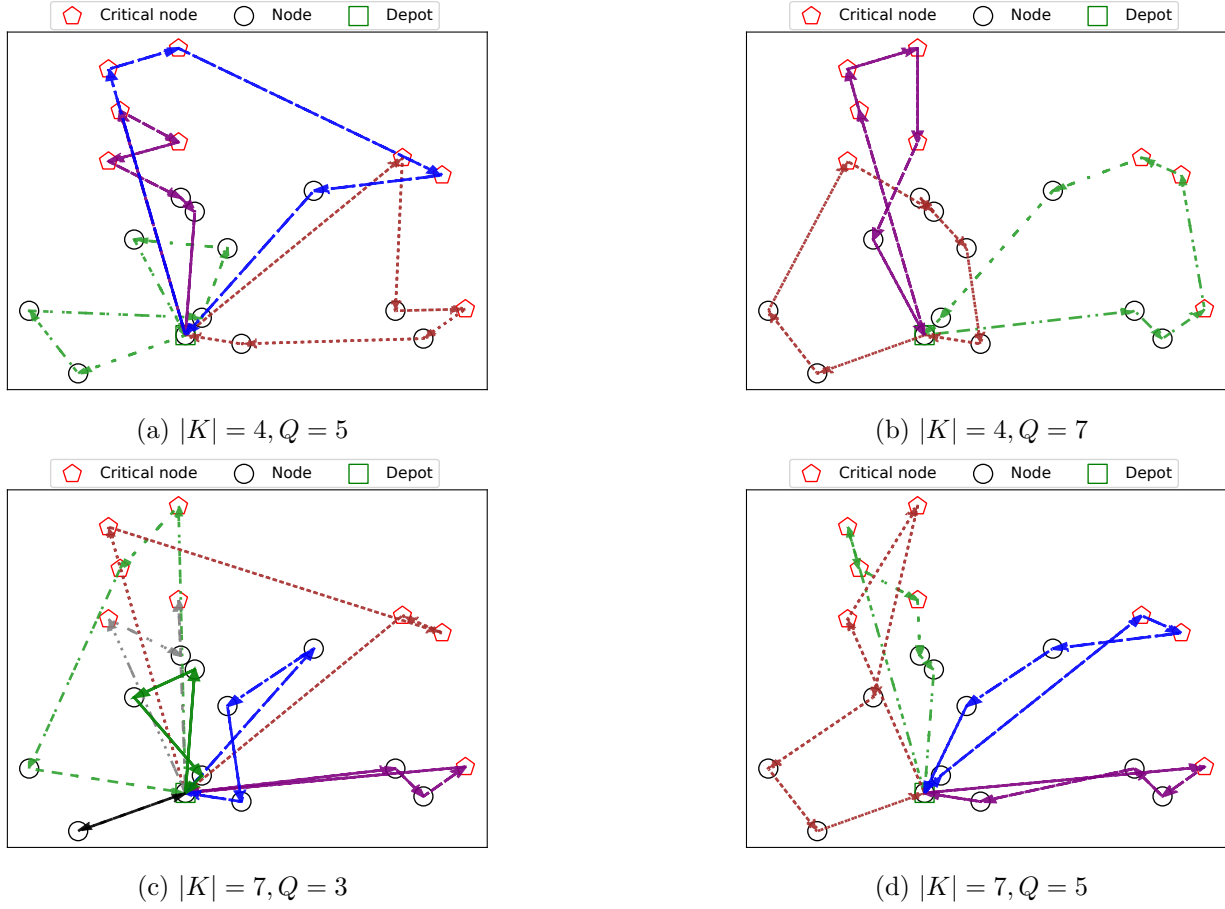 Critical node Node Depot
Critical node Node Depot
(a) |K| = 4, Q = 5
(b) |K| = 4, Q = 7
Critical node Node Depot
Critical node Node Depot
(c) |K| = 7, Q = 3
(d) |K| = 7, Q = 5